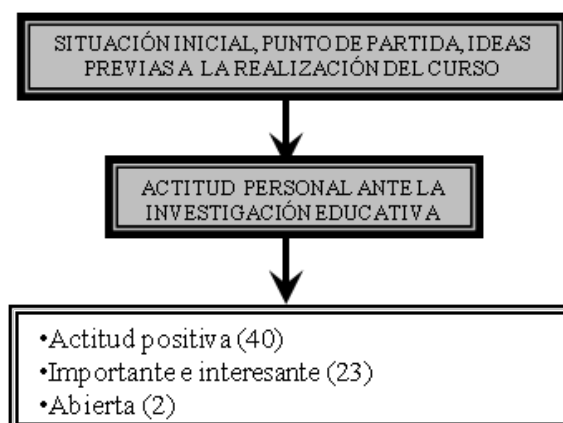 SITUACIÓN INICIAL, PUNTO DE PARTIDA, IDEAS
PREVIAS A LA REALIZACIÓN DEL CURSO
ACTITUD PERSONAL ANTE LA
INVESTIGACIÓN EDUCATIVA
•Actitud positiva (40)
•Importante e interesante (23)
•Abierta (2)